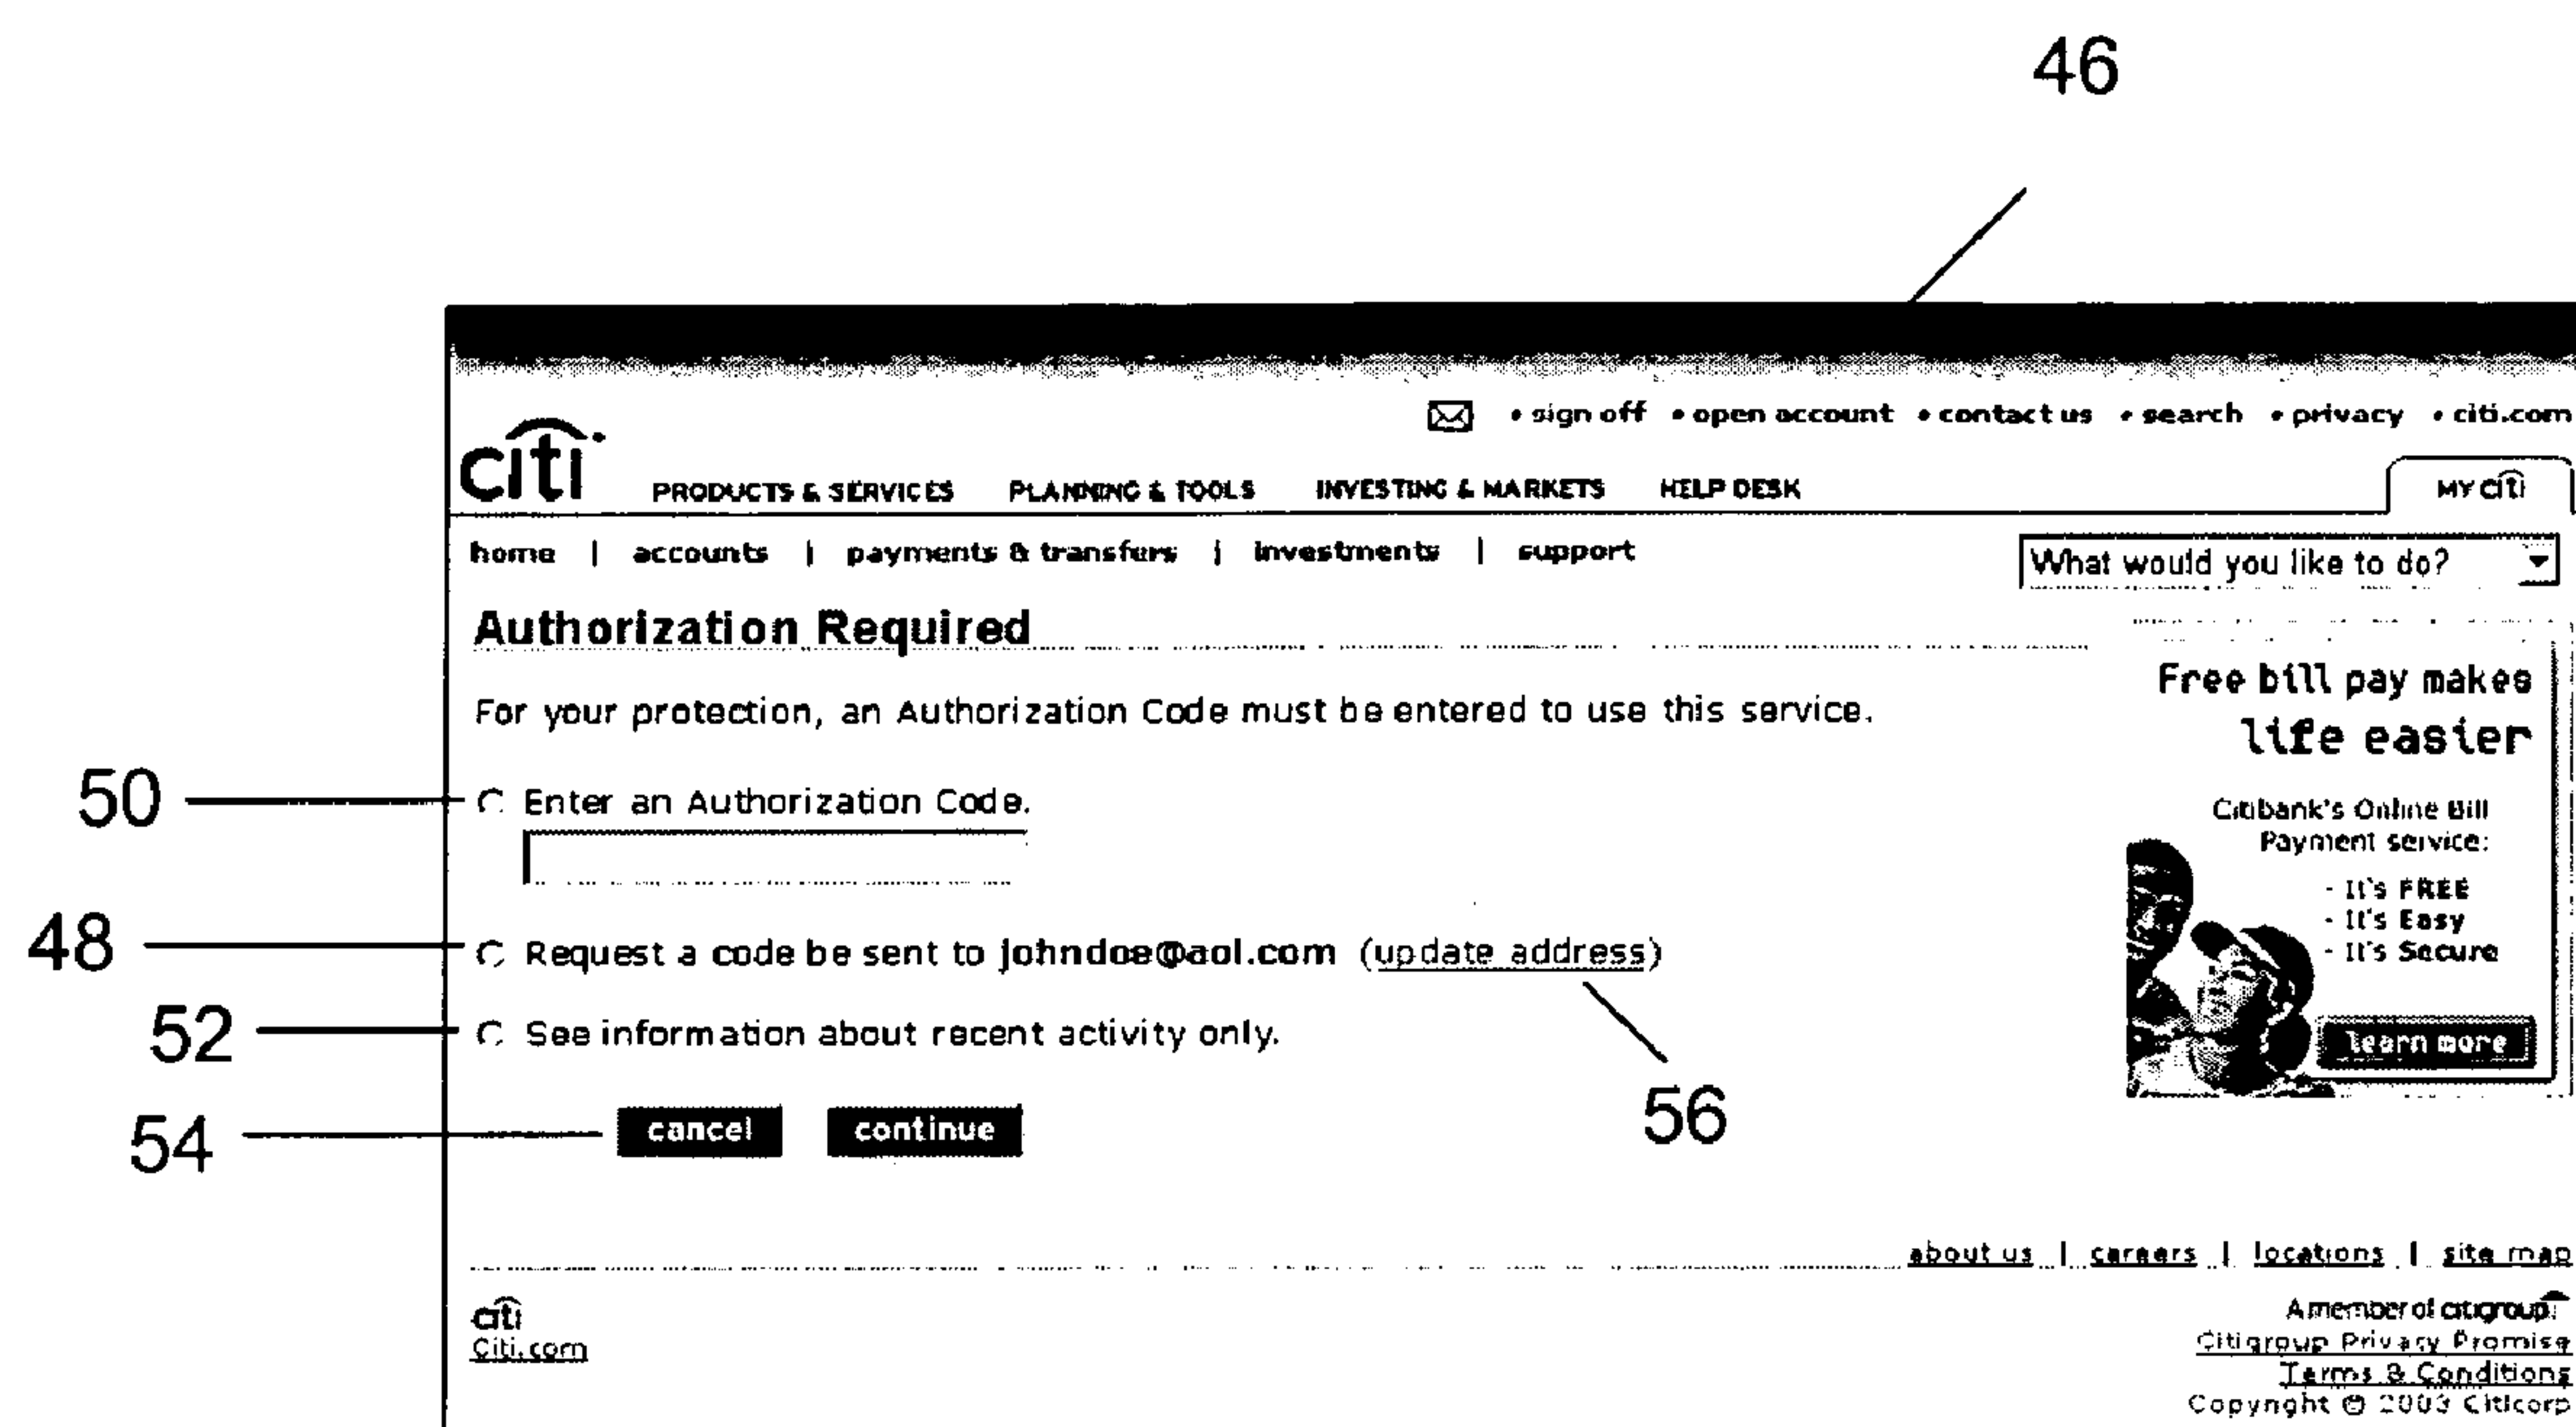 46
• sign off • open account • contact us • search • privacy • citi.com
citi
PRODUCTS & SERVICES PLANNING & TOOLS INVESTING & MARKETS HELP DESK
MY citi
home | accounts | payments & transfers | investments | support
What would you like to do?
Authorization Required
For your protection, an Authorization Code must be entered to use this service.
50
Enter an Authorization Code.
48
Request a code be sent to johndoe@aol.com (update address)
52
See information about recent activity only.
56
54
cancel continue
Free bill pay makes
life easier
Citibank's Online Bill
Payment service:
- It's FREE
- It's Easy
- It's Secure
learn more
about us | careers | locations | site map
citi
Citi.com
A member of citigroup
Citigroup Privacy Promise
Terms & Conditions
Copyright © 2003 Citicorp